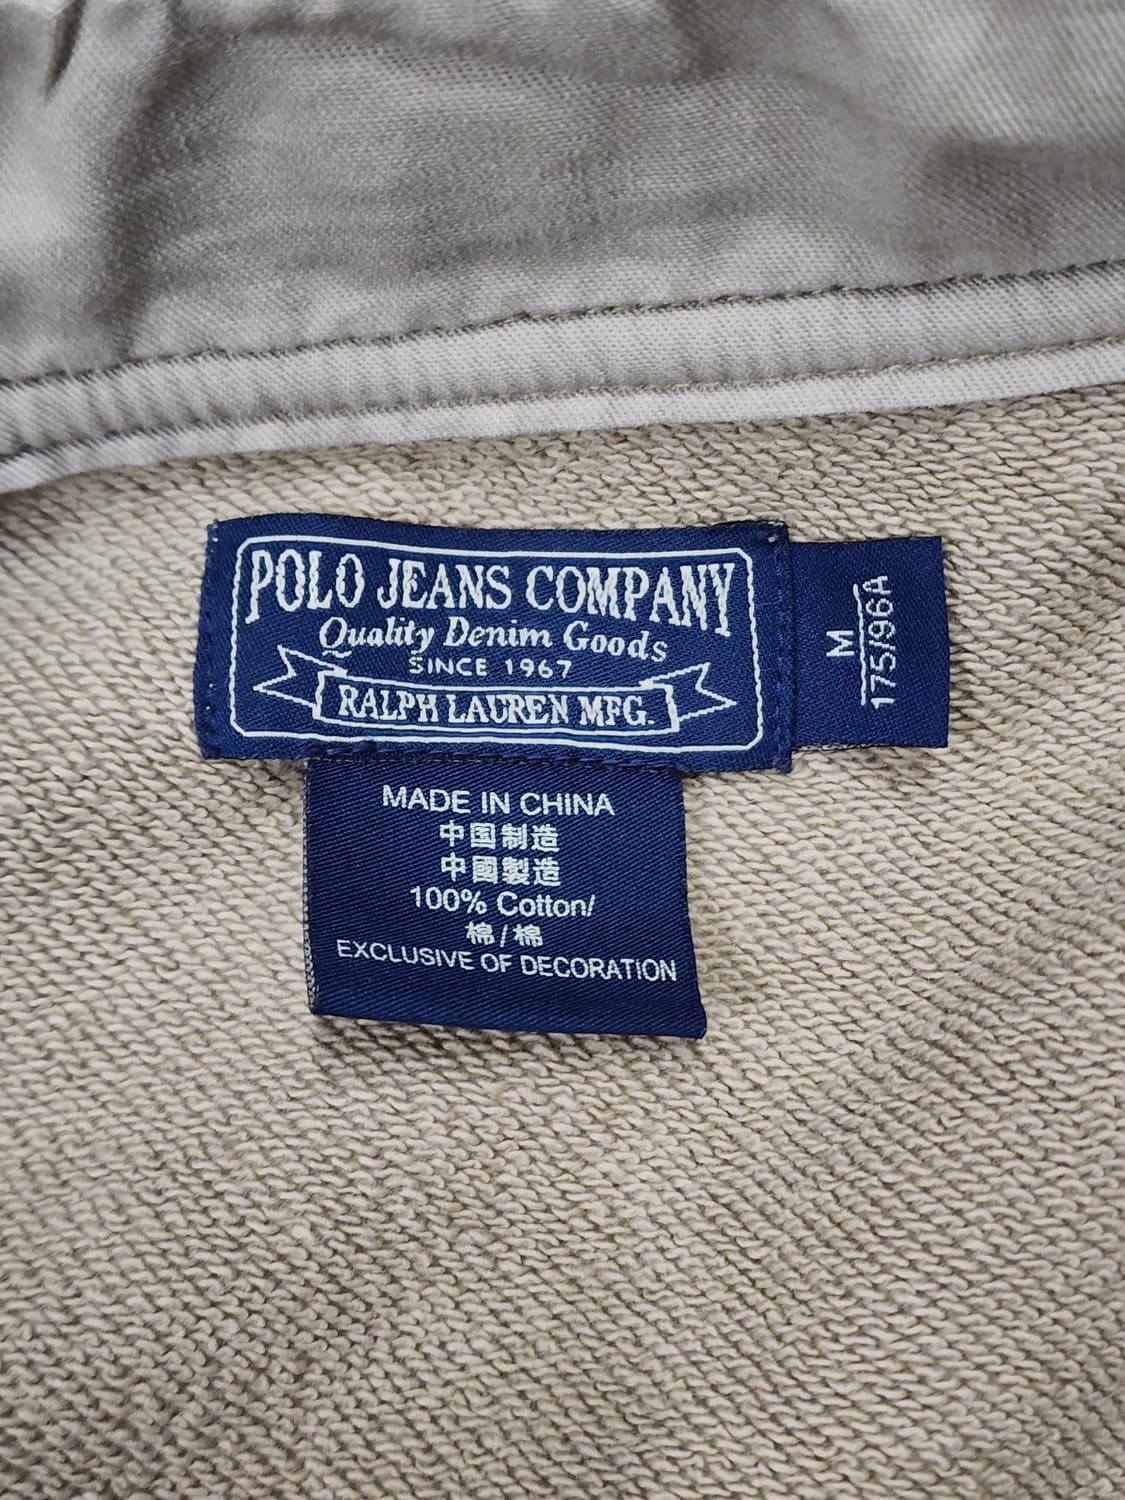 POLO JEANS COMPANY
Quality Denim Goods
SINCE 1967
RALPH LAUREN MFG.
M
175/96A
MADE IN CHINA
中国制造
中國製造
100% Cotton/
棉/棉
EXCLUSIVE OF DECORATION